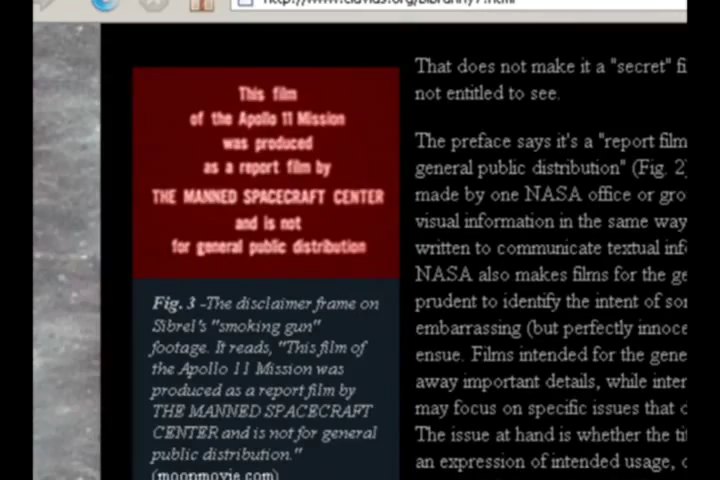 That does not make it a "secret" fi
not entitled to see.
This film
of the Apollo 11 Mission
was produced
as a report film by
THE MANNED SPACECRAFT CENTER
and is not
for general public distribution
The preface says it's a "report film
general public distribution" (Fig. 2)
made by one NASA office or gro
visual information in the same way
written to communicate textual info
NASA also makes films for the ge
prudent to identify the intent of sor
embarrassing (but perfectly innoce
ensue. Films intended for the gene
away important details, while inter
may focus on specific issues that
The issue at hand is whether the tit
an expression of intended usage,
Fig. 3 -The disclaimer frame on
Sibrel's "smoking gun"
footage. It reads, "This film of
the Apollo 11 Mission was
produced as a report film by
THE MANNED SPACECRAFT
CENTER and is not for general
public distribution."
(moonmovie.com)